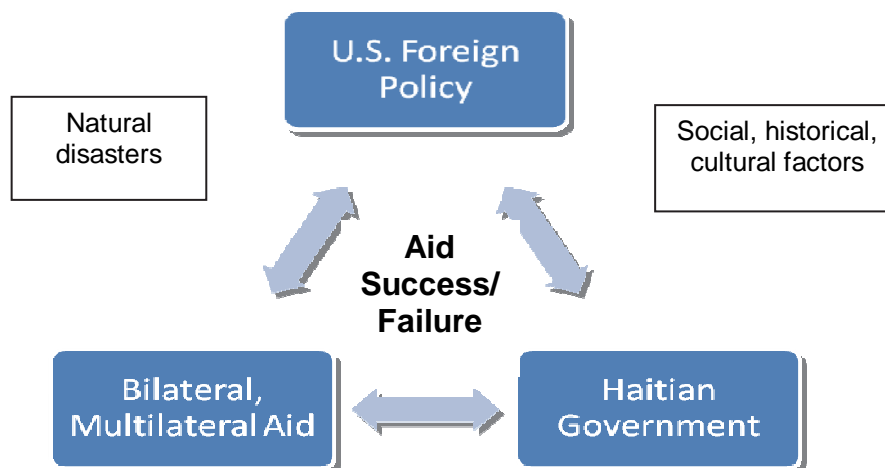 U.S. Foreign
Policy
Natural
disasters
Social, historical,
cultural factors
Aid
Success/
Failure
Bilateral,
Multilateral Aid
Haitian
Government